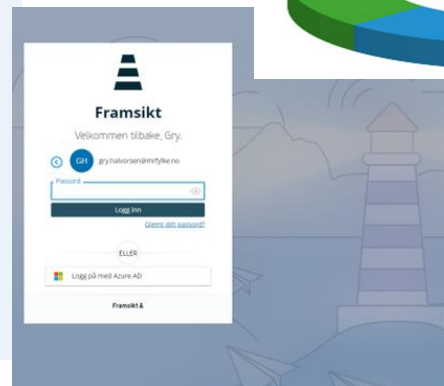 Framsikt
Velkommen tilbake, Gry.
GH gry.halvorsen@mrfylke.no
Passord
Logg inn
Glemt ditt passord?
ELLER
Logg på med Azure AD
Framsikt